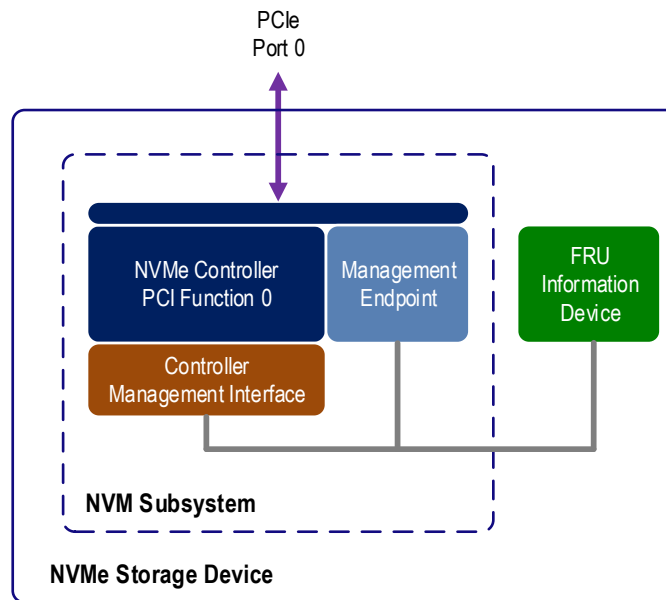 PCIe
Port 0
NVMe Controller
PCI Function 0
Management
Endpoint
FRU
Information
Device
Controller
Management Interface
NVM Subsystem
NVMe Storage Device